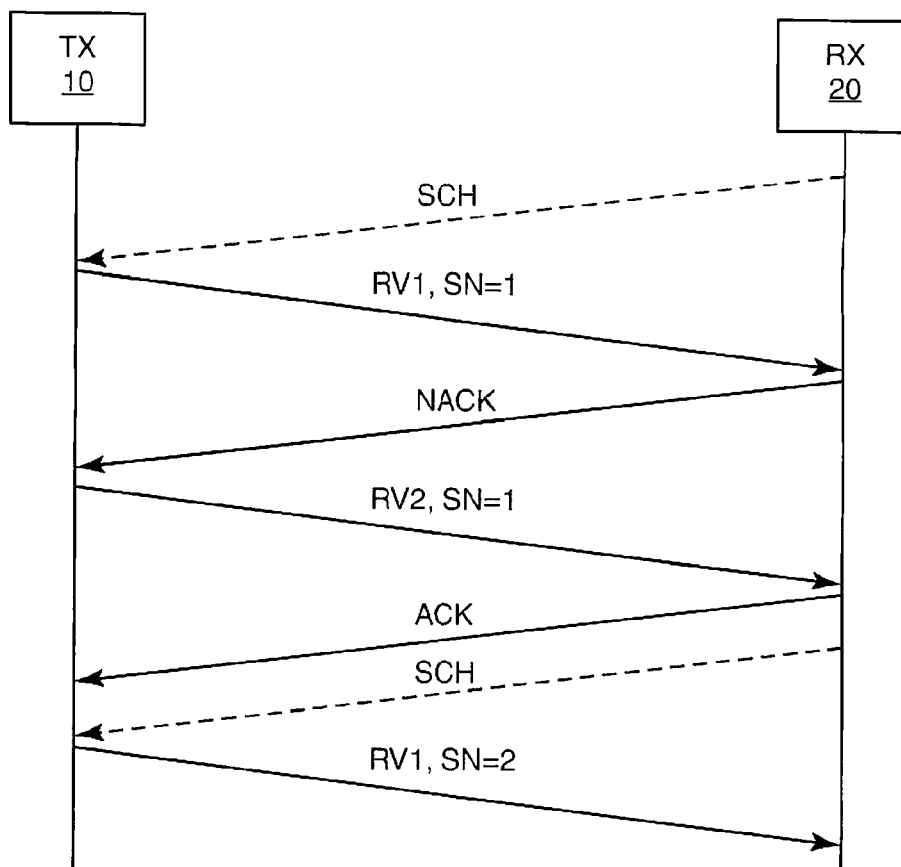 TX
10
RX
20
SCH
RV1, SN=1
NACK
RV2, SN=1
ACK
SCH
RV1, SN=2